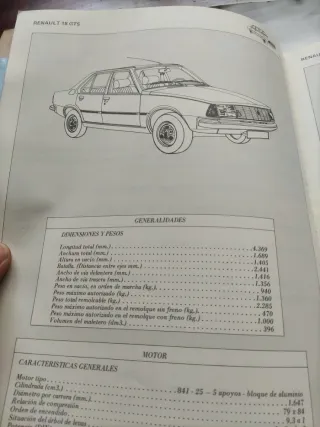 RENAULT 18 GTS
GENERALIDADES
DIMENSIONES Y PESOS
Longitud total (mm.) 4.369
Anchura total (mm.) 1.689
Altura en vacío (mm.) 1.405
Batalla. (Distancia entre ejes mm.) 2.441
Ancho de vía delantera (mm.) 1.416
Ancho de vía trasera (mm.) 1.356
Peso en vacío, en orden de marcha (kg.) 940
Peso máximo autorizado (kg.) 1.360
Peso total remolcable (kg.) 2.285
Peso máximo autorizado en el remolque sin freno (kg.) 470
Peso máximo autorizado en el remolque con freno (kg.) 1.000
Volumen del maletero (dm3.) 396
MOTOR
CARACTERISTICAS GENERALES
Motor tipo 841 - 25 - 5 apoyos - bloque de aluminio
Cilindrada (cm3.) 1.647
Diámetro por carrera (mm.) 79 x 84
Relación de compresión 9,3 a 1
Orden de encendido
Situación del árbol de levas